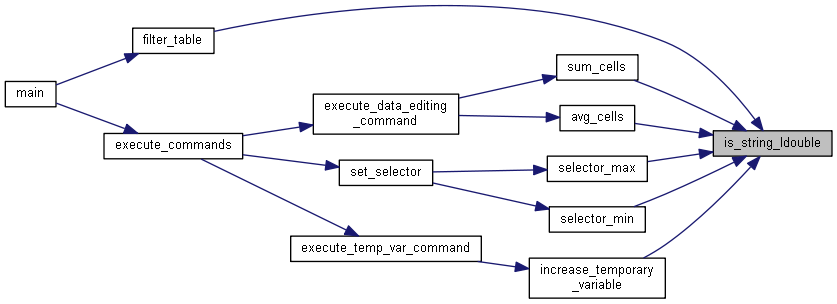 filter_table
main
execute_commands
execute_data_editing
_command
set_selector
execute_temp_var_command
sum_cells
avg_cells
selector_max
selector_min
increase_temporary
_variable
is_string_ldouble